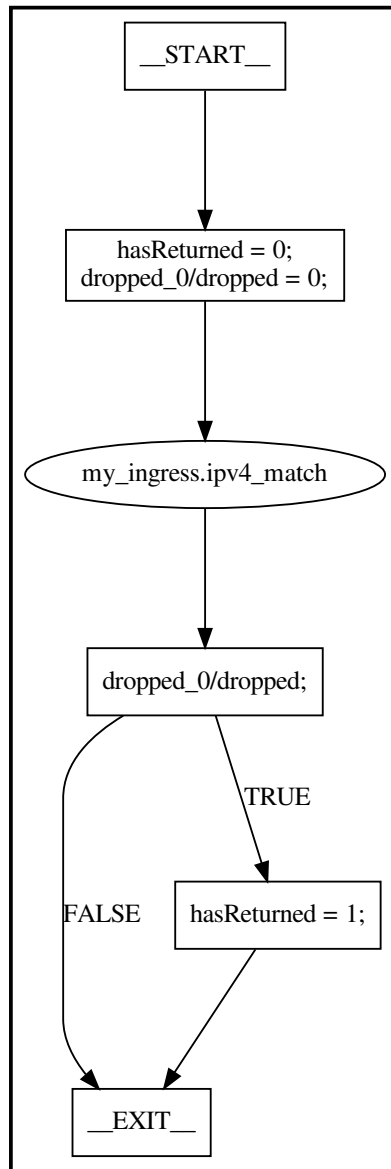 __START__
hasReturned = 0;
dropped_0/dropped = 0;
my_ingress.ipv4_match
dropped_0/dropped;
TRUE
FALSE
hasReturned = 1;
__EXIT__